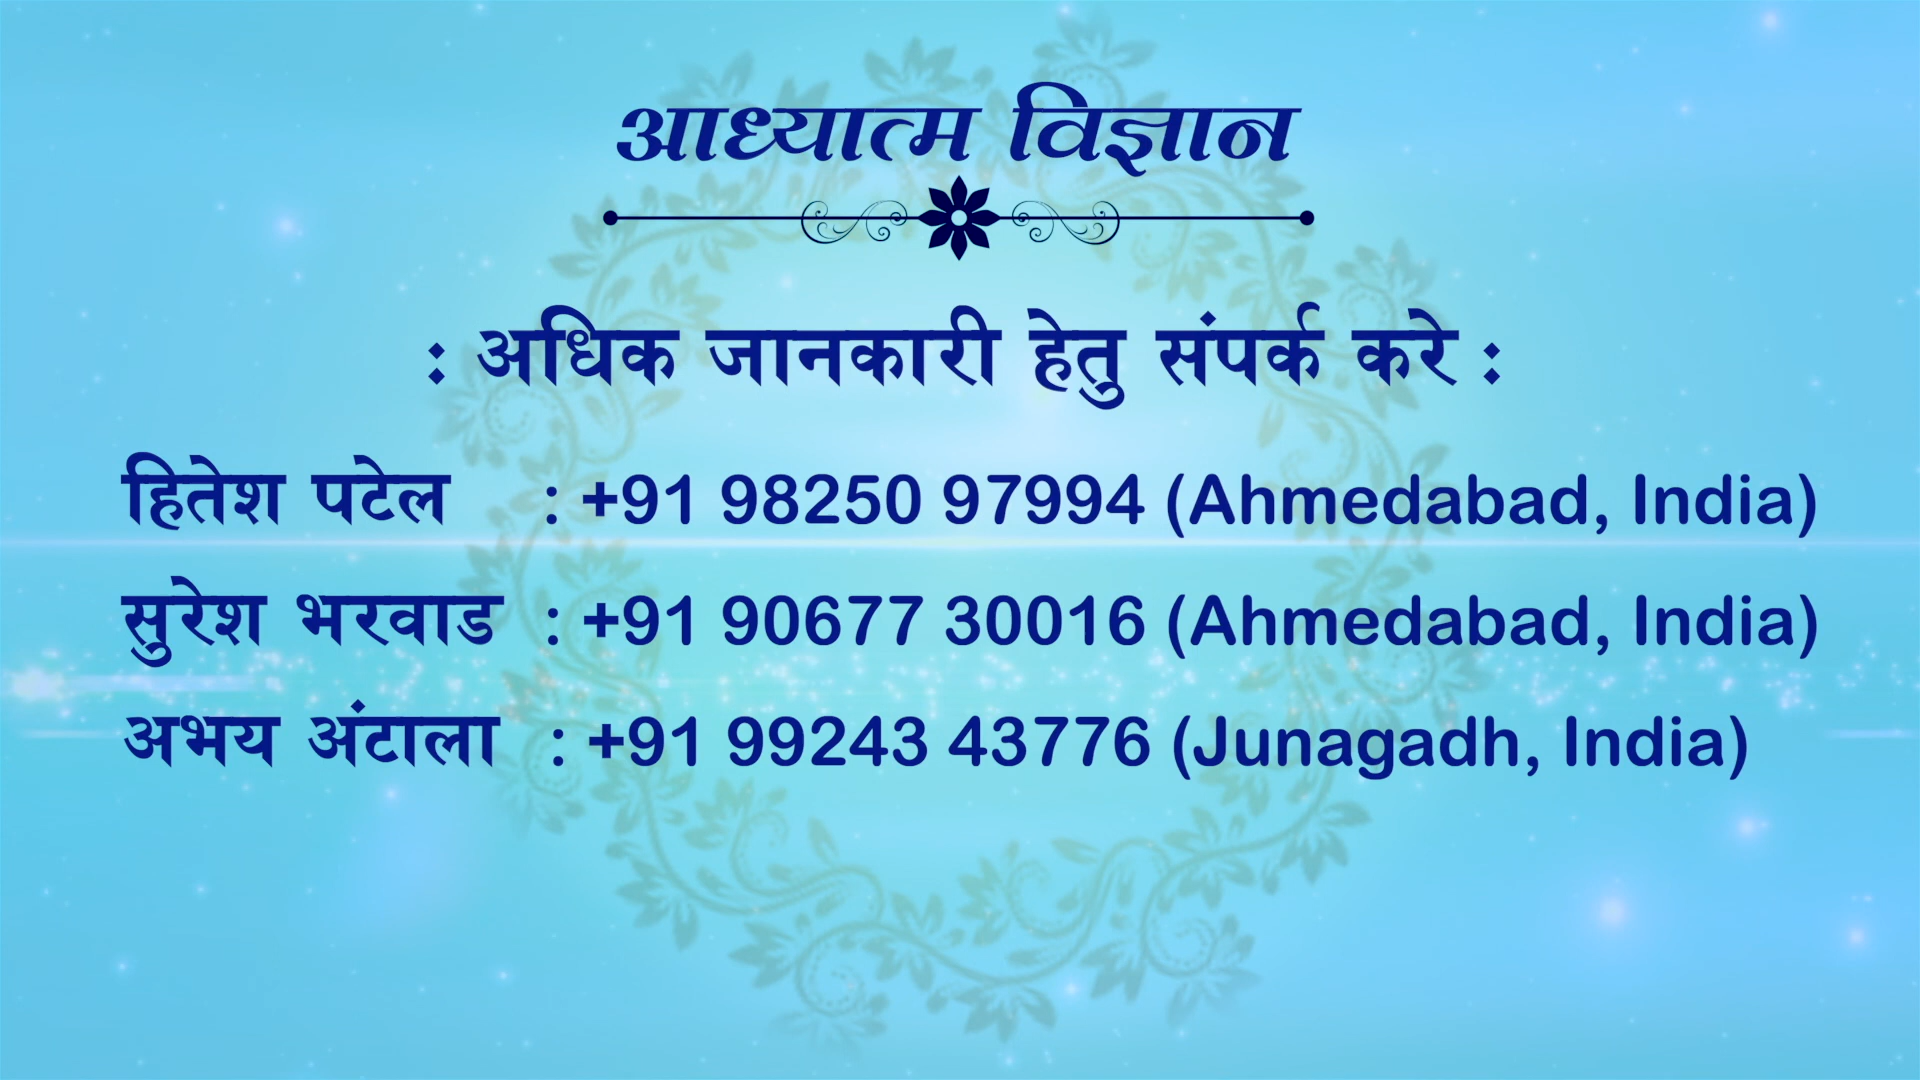 आध्यात्म विज्ञान
: अधिक जानकारी हेतु संपर्क करे :
हितेश पटेल : +91 98250 97994 (Ahmedabad, India)
सुरेश भरवाड : +91 90677 30016 (Ahmedabad, India)
अभय अंटाला : +91 99243 43776 (Junagadh, India)